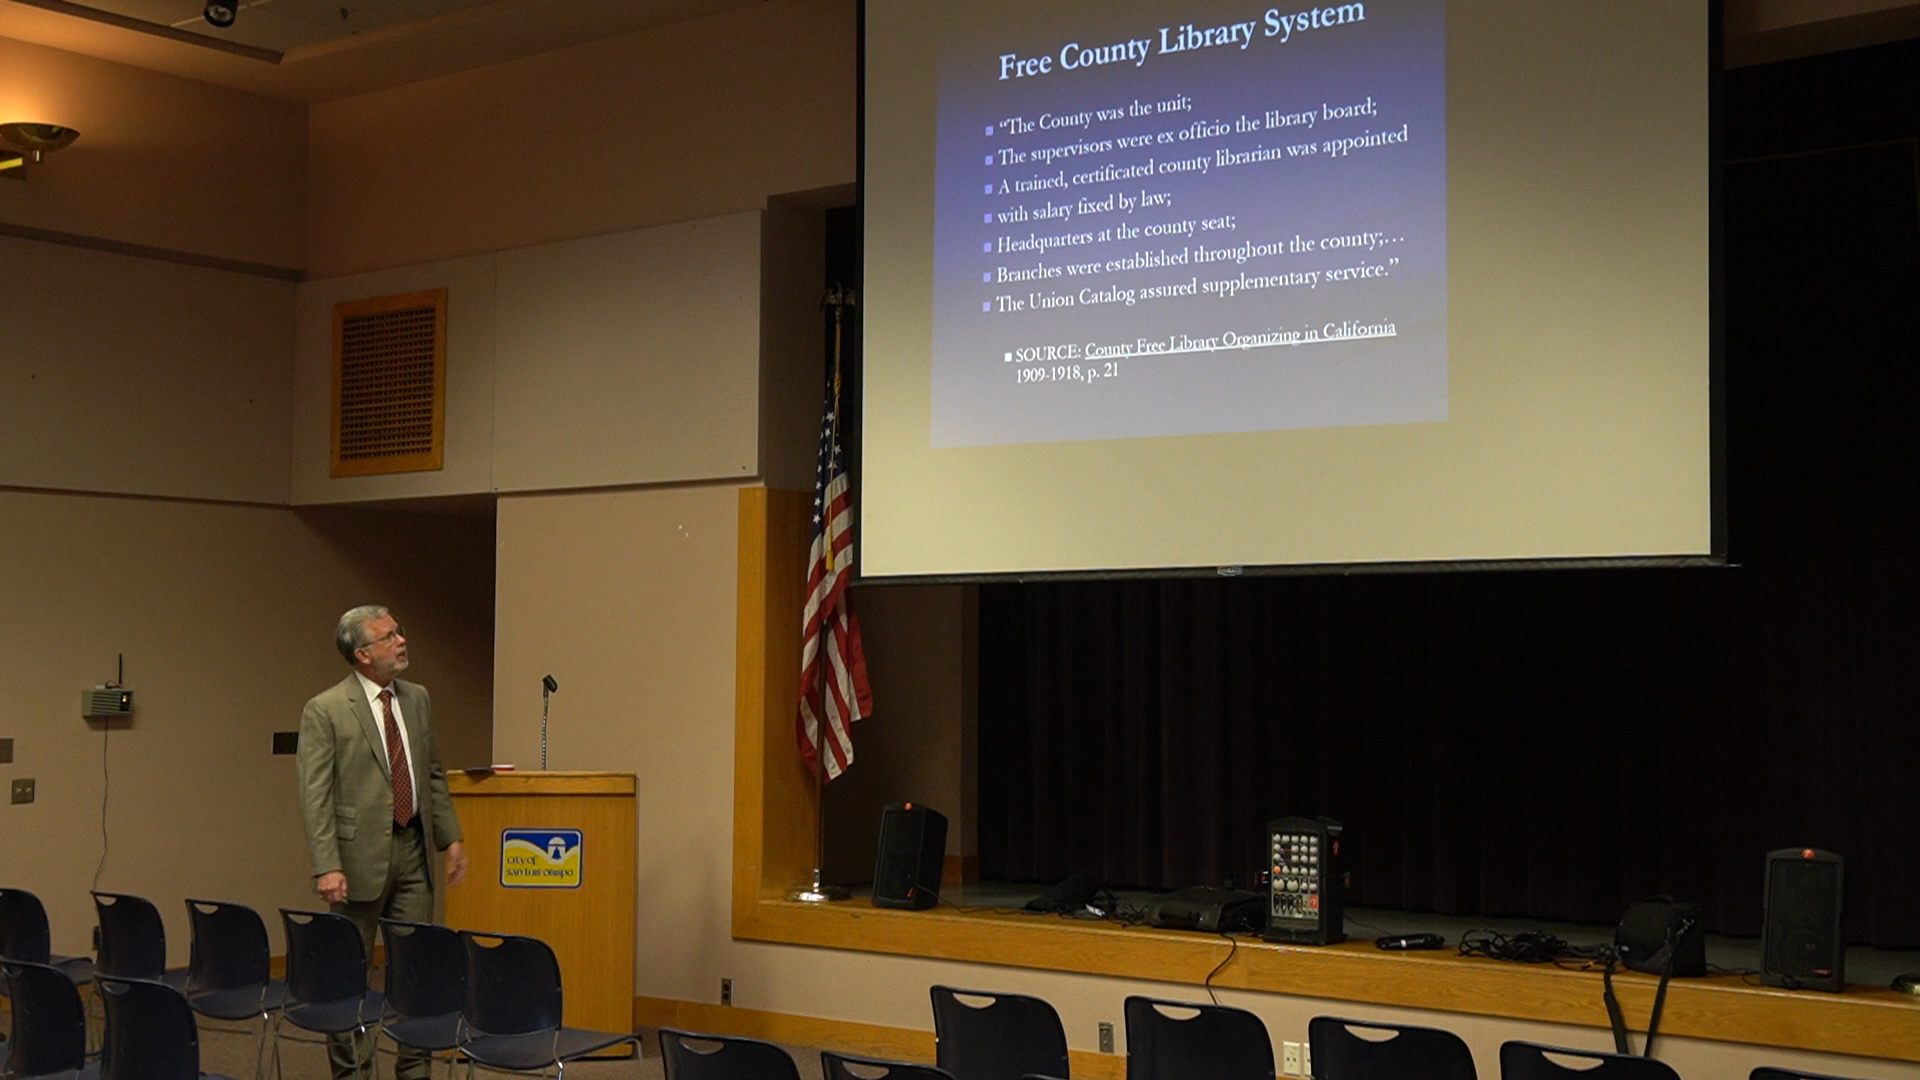 Free County Library System
“The County was the unit;
The supervisors were ex officio the library board;
A trained, certificated county librarian was appointed
with salary fixed by law;
Headquarters at the county seat;
Branches were established throughout the county;…
The Union Catalog assured supplementary service.”
SOURCE: County Free Library Organizing in California
1909-1918, p. 21
city of
san luis obispo